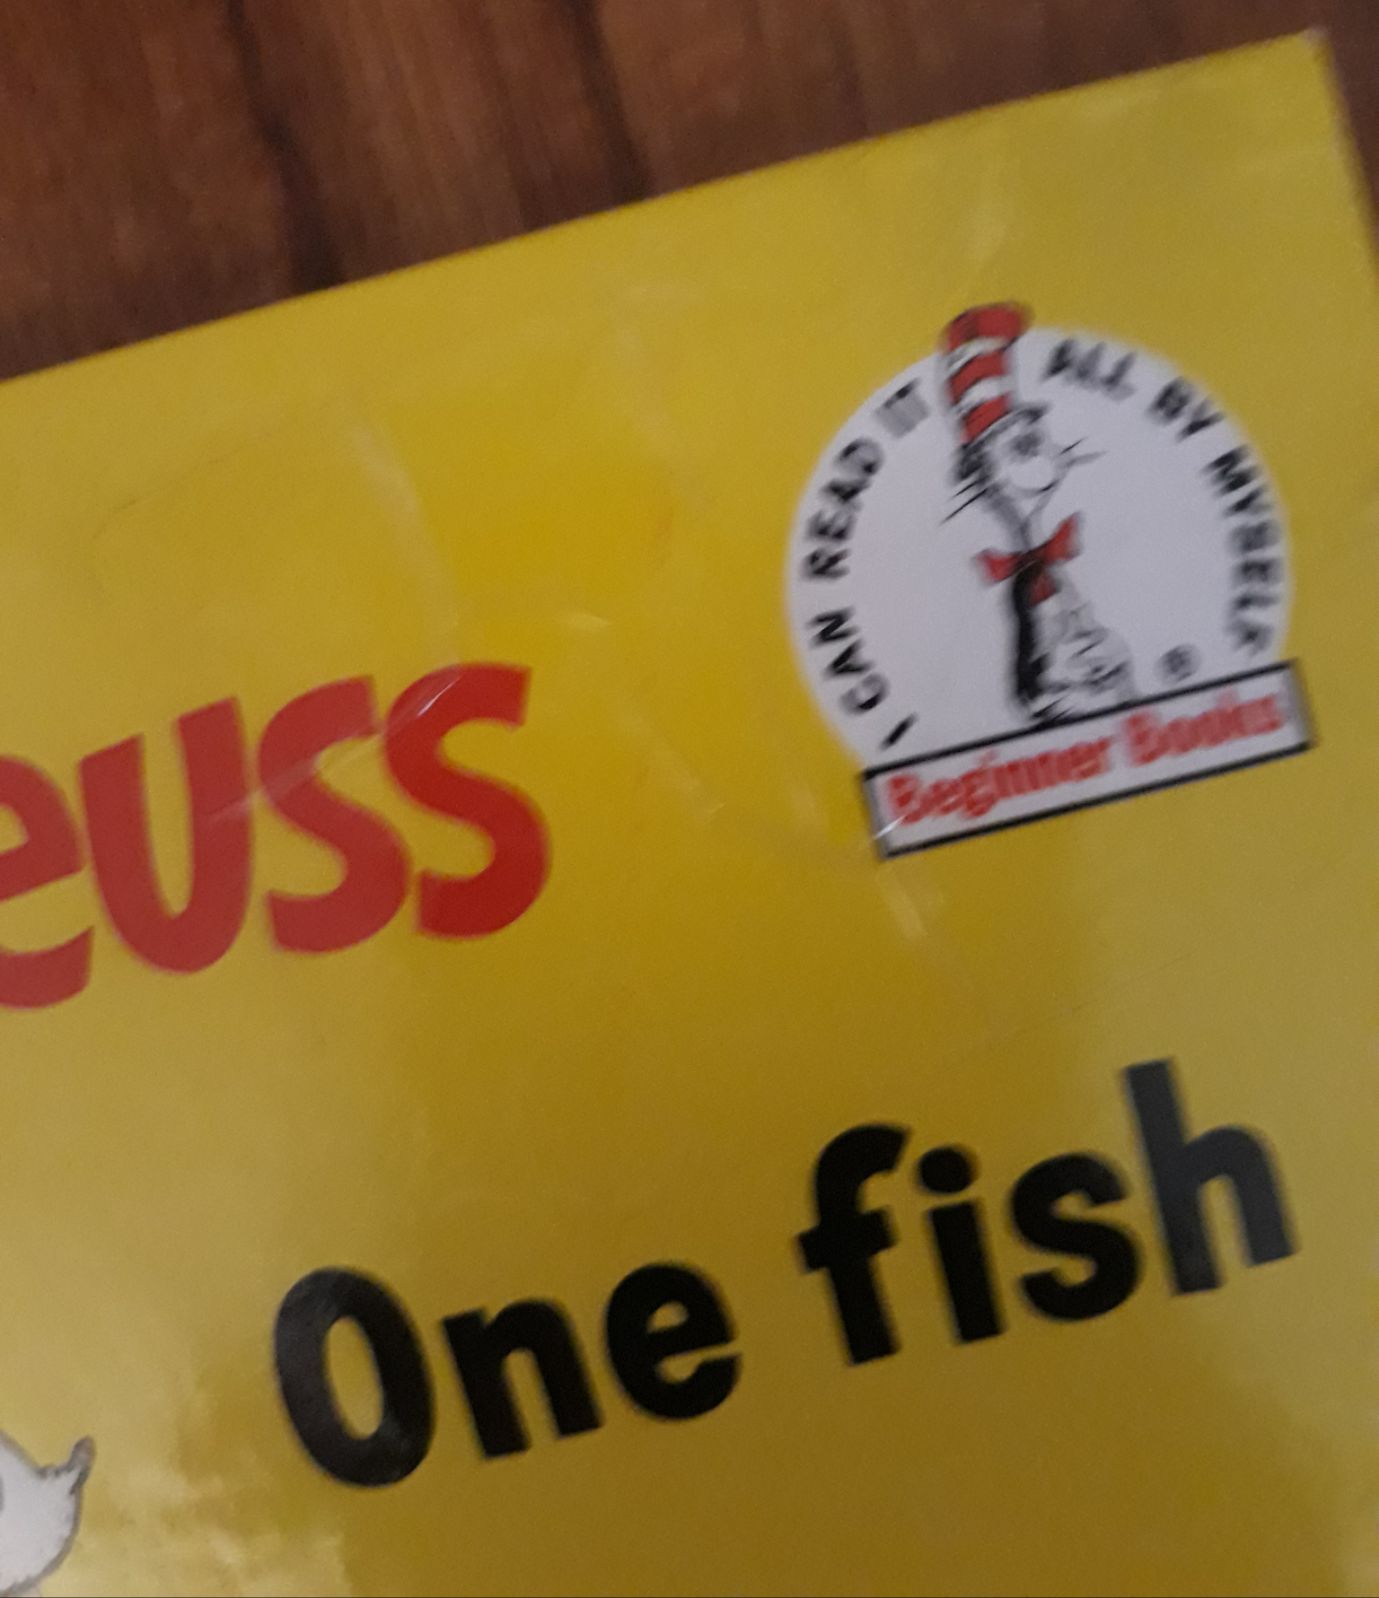 I CAN READ IT ALL BY MYSELF
®
Beginner Books
euss
One fish